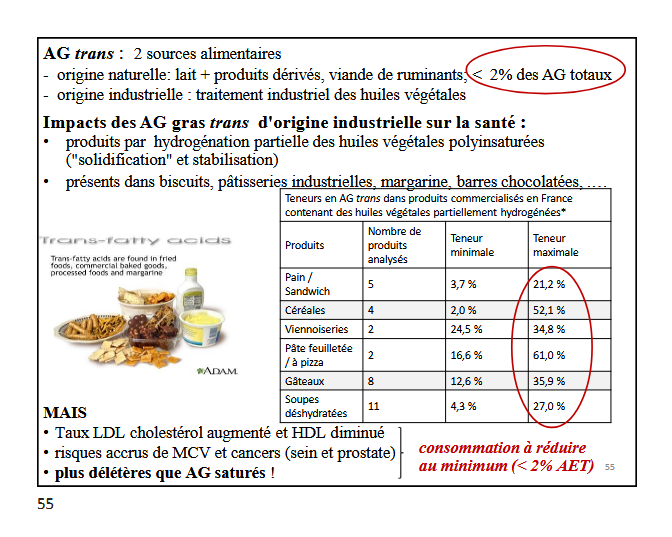 AG trans : 2 sources alimentaires
- origine naturelle: lait + produits dérivés, viande de ruminants; < 2% des AG totaux
- origine industrielle : traitement industriel des huiles végétales
Impacts des AG gras trans d'origine industrielle sur la santé :
• produits par hydrogénation partielle des huiles végétales polyinsaturées
("solidification" et stabilisation)
• présents dans biscuits, pâtisseries industrielles, margarine, barres chocolatées, ….
Teneurs en AG trans dans produits commercialisés en France
contenant des huiles végétales partiellement hydrogénées*
Produits Nombre de produits analysés Teneur minimale Teneur maximale
Pain / Sandwich 5 3,7 % 21,2 %
Céréales 4 2,0 % 52,1 %
Viennoiseries 2 24,5 % 34,8 %
Pâte feuilletée / à pizza 2 16,6 % 61,0 %
Gâteaux 8 12,6 % 35,9 %
Soupes déshydratées 11 4,3 % 27,0 %
Trans-fatty acids
Trans-fatty acids are found in fried
foods, commercial baked goods,
processed foods and margarine
ADAM.
MAIS
• Taux LDL cholestérol augmenté et HDL diminué
• risques accrus de MCV et cancers (sein et prostate)
• plus délétères que AG saturés !
consommation à réduire
au minimum (< 2% AET)
55
55